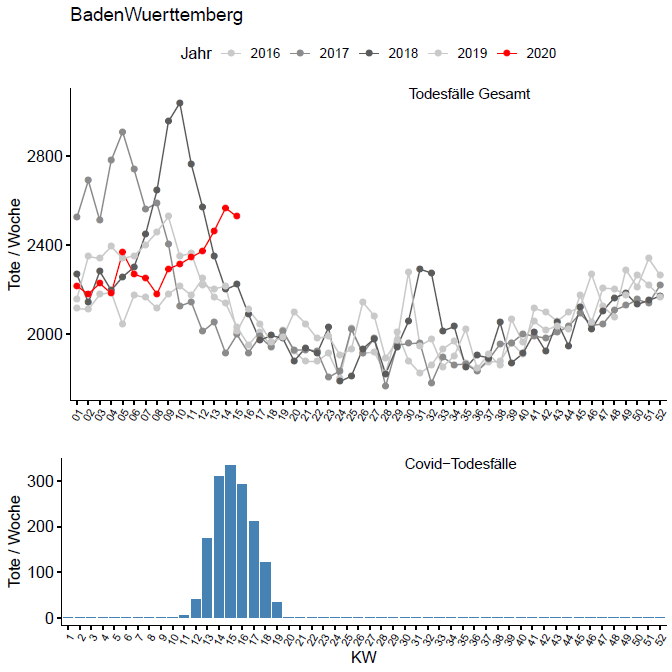 BadenWuerttemberg
Jahr 2016 2017 2018 2019 2020
Todesfälle Gesamt
Tote / Woche
2800
2400
2000
01 02 03 04 05 06 07 08 09 10 11 12 13 14 15 16 17 18 19 20 21 22 23 24 25 26 27 28 29 30 31 32 33 34 35 36 37 38 39 40 41 42 43 44 45 46 47 48 49 50 51 52
Covid−Todesfälle
Tote / Woche
300
200
100
0
1 2 3 4 5 6 7 8 9 10 11 12 13 14 15 16 17 18 19 20 21 22 23 24 25 26 27 28 29 30 31 32 33 34 35 36 37 38 39 40 41 42 43 44 45 46 47 48 49 50 51 52
KW